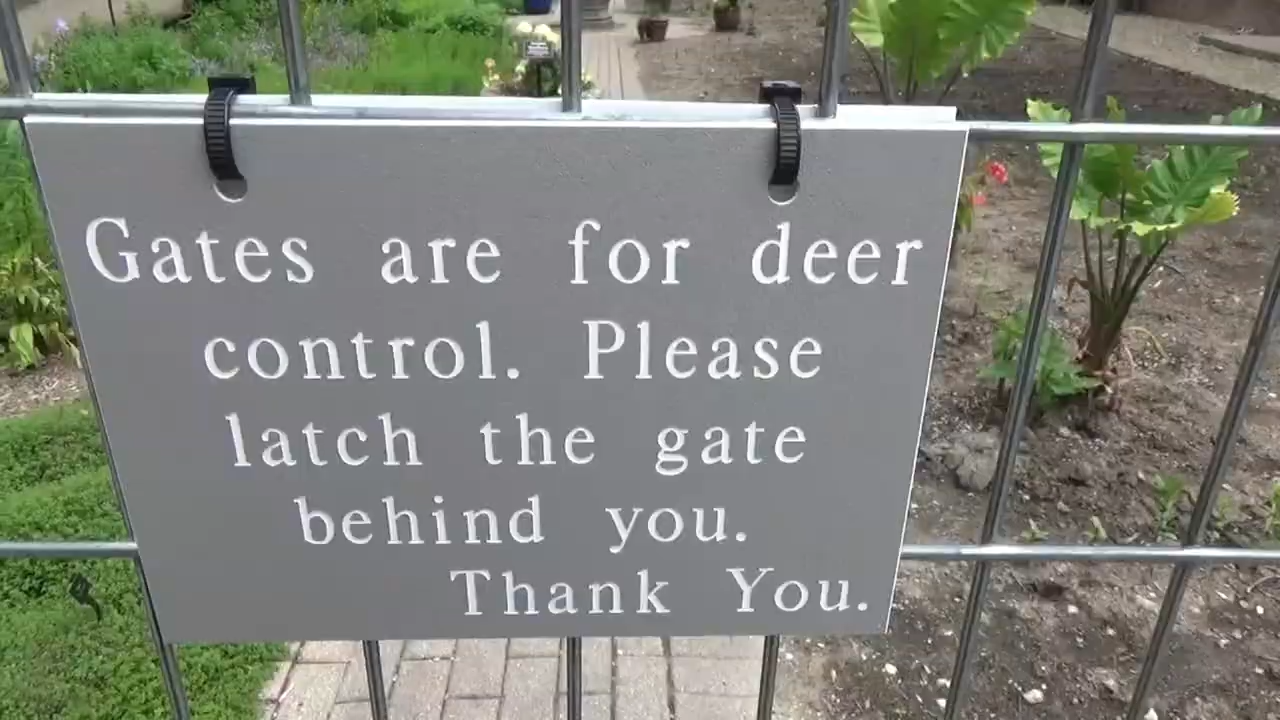 Gates are for deer
control. Please
latch the gate
behind you.
Thank You.